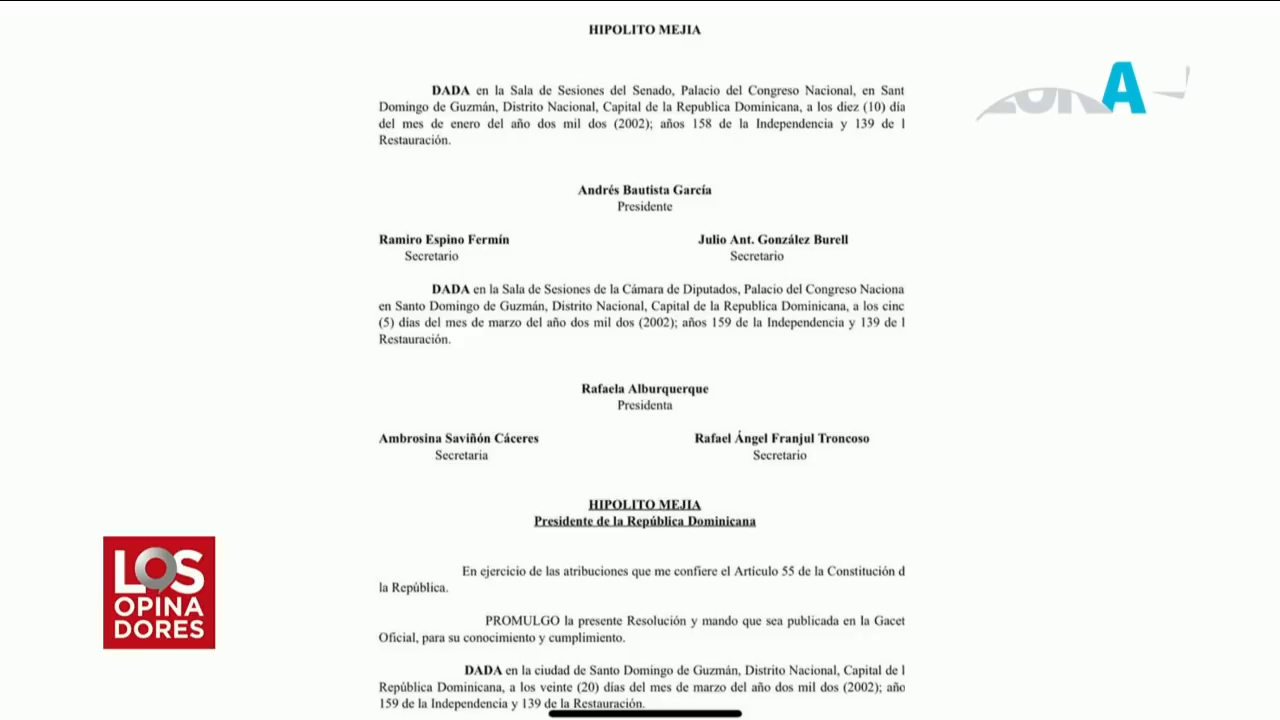 HIPOLITO MEJIA
DADA en la Sala de Sesiones del Senado, Palacio del Congreso Nacional, en Sant
Domingo de Guzmán, Distrito Nacional, Capital de la Republica Dominicana, a los diez (10) día
del mes de enero del año dos mil dos (2002); años 158 de la Independencia y 139 de l
Restauración.
Andrés Bautista García
Presidente
Ramiro Espino Fermín Julio Ant. González Burell
Secretario Secretario
DADA en la Sala de Sesiones de la Cámara de Diputados, Palacio del Congreso Naciona
en Santo Domingo de Guzmán, Distrito Nacional, Capital de la Republica Dominicana, a los cinc
(5) días del mes de marzo del año dos mil dos (2002); años 159 de la Independencia y 139 de l
Restauración.
Rafaela Alburquerque
Presidenta
Ambrosina Saviñón Cáceres Rafael Ángel Franjul Troncoso
Secretaria Secretario
HIPOLITO MEJIA
Presidente de la República Dominicana
En ejercicio de las atribuciones que me confiere el Artículo 55 de la Constitución d
la República.
PROMULGO la presente Resolución y mando que sea publicada en la Gacet
Oficial, para su conocimiento y cumplimiento.
DADA en la ciudad de Santo Domingo de Guzmán, Distrito Nacional, Capital de l
República Dominicana, a los veinte (20) días del mes de marzo del año dos mil dos (2002); año
159 de la Independencia y 139 de la Restauración.
LOS
OPINA
DORES
A